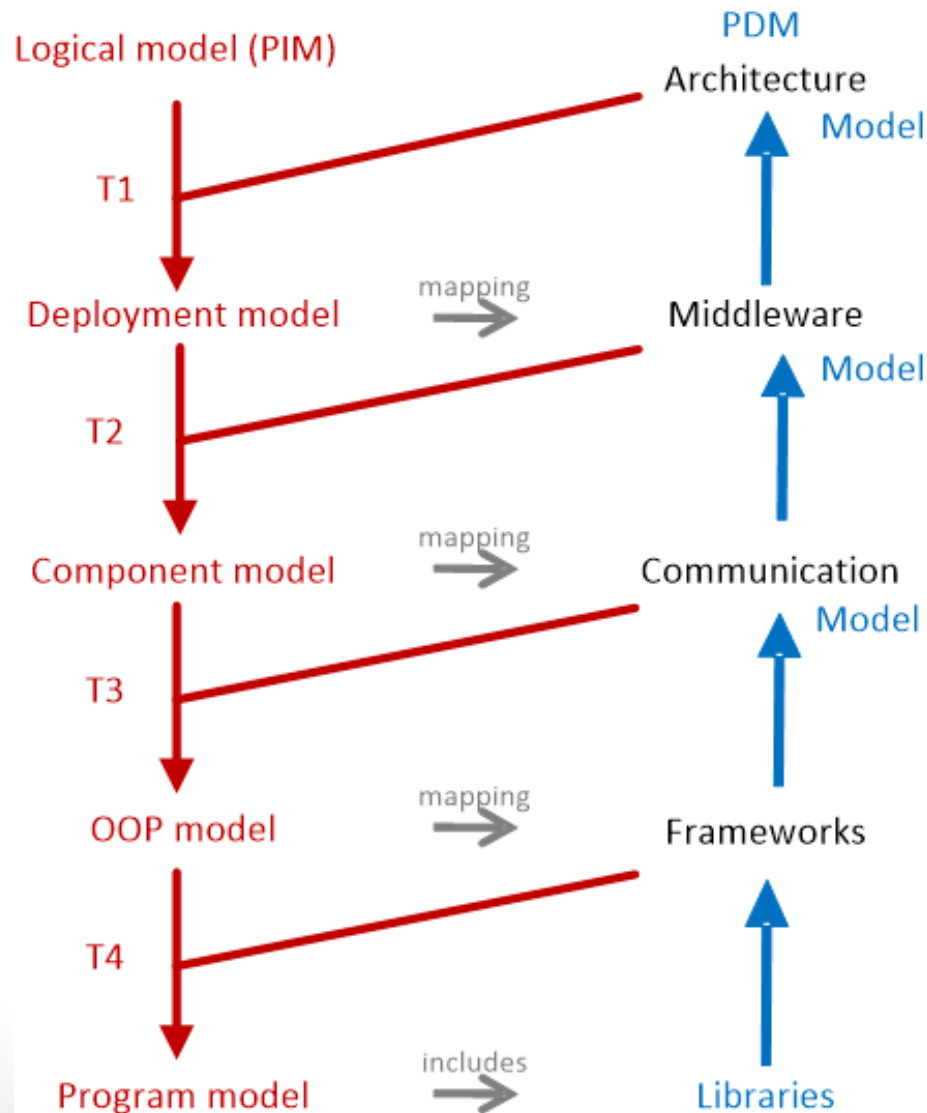 PDM
Logical model (PIM)
Architecture
Model
T1
mapping
Deployment model
Middleware
Model
T2
mapping
Component model
Communication
Model
T3
mapping
OOP model
Frameworks
T4
includes
Program model
Libraries